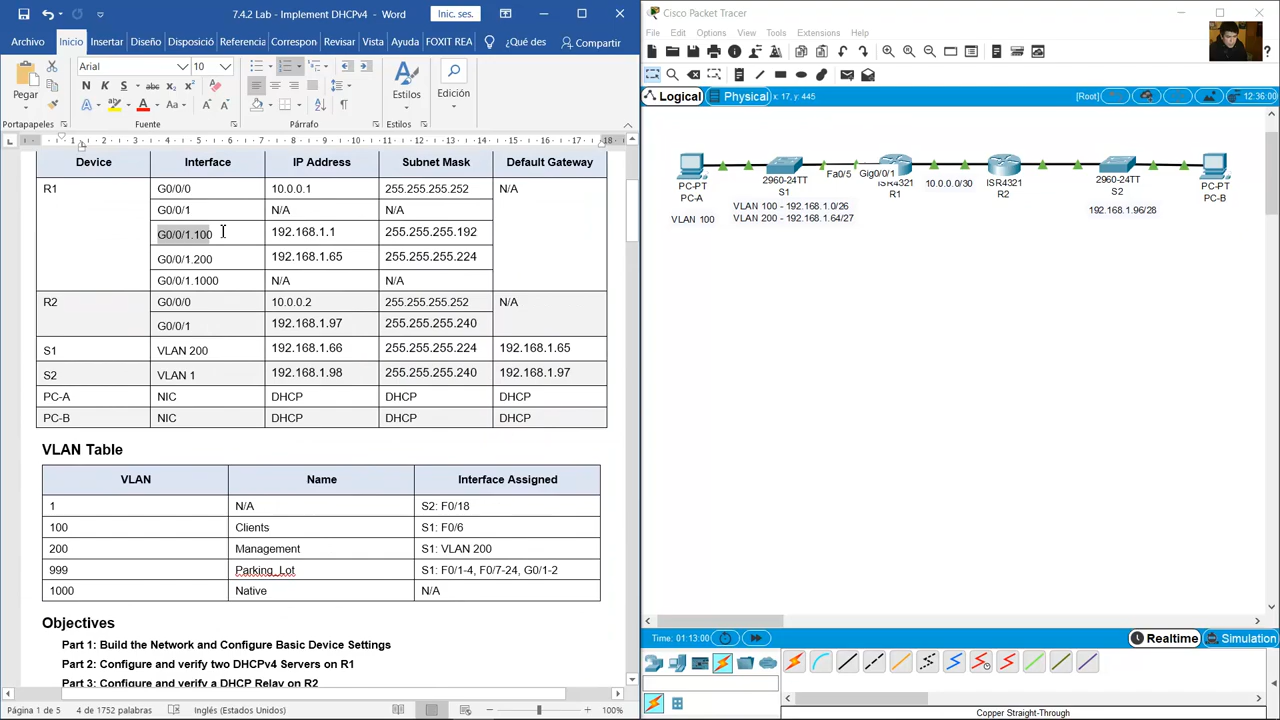 7.4.2 Lab - Implement DHCPv4
Inic. ses.
Archiv
Inicio
Insertar
Dibujar
Diseño
Disposición
Referencia
Correspon
Revisar
Vista
Ayuda
FOXIT REA
Compartir
Pegar
Arial
10
Estilos
Edición
Portapapeles
Fuente
Párrafo
Estilos
Device Interface IP Address Subnet Mask Default Gateway
R1 G0/0/0 10.0.0.1 255.255.255.252 N/A
G0/0/1 N/A N/A
G0/0/1.100 192.168.1.1 255.255.255.192
G0/0/1.200 192.168.1.65 255.255.255.224
G0/0/1.1000 N/A N/A
R2 G0/0/0 10.0.0.2 255.255.255.252 N/A
G0/0/1 192.168.1.97 255.255.255.240
S1 VLAN 200 192.168.1.66 255.255.255.224 192.168.1.65
S2 VLAN 1 192.168.1.98 255.255.255.240 192.168.1.97
PC-A NIC DHCP DHCP DHCP
PC-B NIC DHCP DHCP DHCP
VLAN Table
VLAN Name Interface Assigned
1 N/A S2: F0/18
100 Clients S1: F0/6
200 Management S1: VLAN 200
999 Parking_Lot S1: F0/1-4, F0/7-24, G0/1-2
1000 Native N/A
Objectives
Part 1: Build the Network and Configure Basic Device Settings
Part 2: Configure and verify two DHCPv4 Servers on R1
Part 3: Configure and verify a DHCP Relay on R2
Página 1 de 5
4 de 1752 palabras
Inglés (Estados Unidos)
100%
Cisco Packet Tracer
File Edit Options View Tools Extensions Help
Logical
Physical
x: 17, y: 445
[Root]
12:36:00
PC-PT
PC-A
VLAN 100
2960-24TT
S1
VLAN 100 - 192.168.1.0/26
VLAN 200 - 192.168.1.64/27
Fa0/5
Gig0/0/1
ISR4321
R1
10.0.0.0/30
ISR4321
R2
2960-24TT
S2
192.168.1.96/28
PC-PT
PC-B
Time: 01:13:00
Realtime
Simulation
Copper Straight-Through